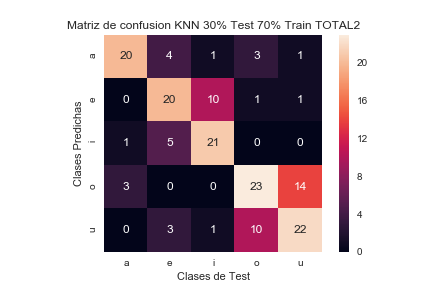 Matriz de confusion KNN 30% Test 70% Train TOTAL2
Clases Predichas
a 20 4 1 3 1
e 0 20 10 1 1
i 1 5 21 0 0
o 3 0 0 23 14
u 0 3 1 10 22
a e i o u
Clases de Test
20
16
12
8
4
0